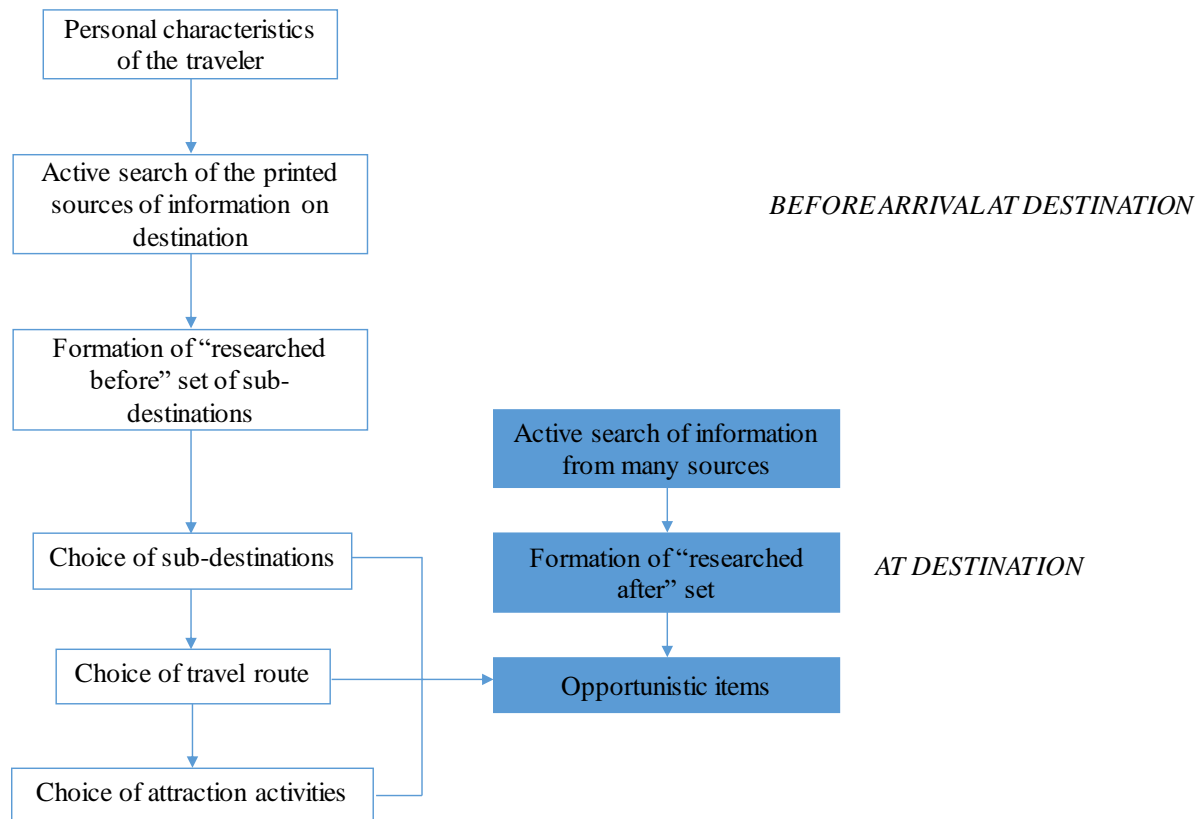 Personal characteristics
of the traveler
Active search of the printed
sources of information on
destination
BEFORE ARRIVAL AT DESTINATION
Formation of “researched
before” set of sub-
destinations
Active search of information
from many sources
Choice of sub-destinations
Formation of “researched
after” set
AT DESTINATION
Choice of travel route
Opportunistic items
Choice of attraction activities